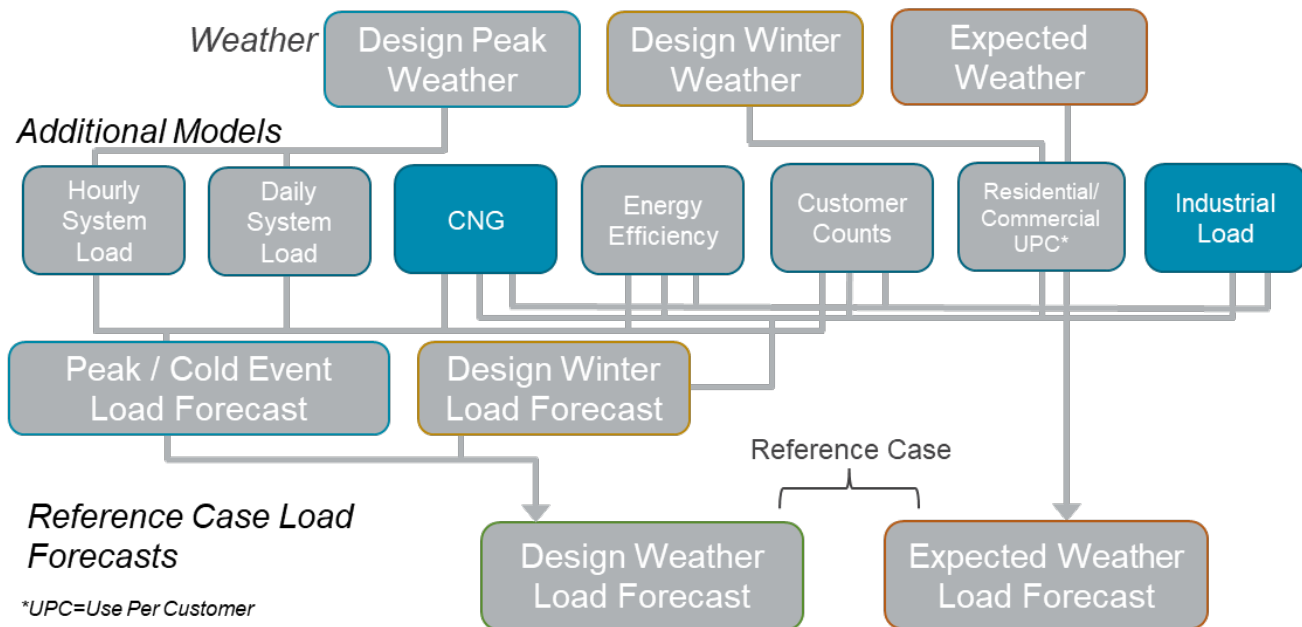 Weather
Design Peak
Weather
Design Winter
Weather
Expected
Weather
Additional Models
Hourly
System
Load
Daily
System
Load
CNG
Energy
Efficiency
Customer
Counts
Residential/
Commercial
UPC*
Industrial
Load
Peak / Cold Event
Load Forecast
Design Winter
Load Forecast
Reference Case
Reference Case Load
Forecasts
Design Weather
Load Forecast
Expected Weather
Load Forecast
*UPC=Use Per Customer